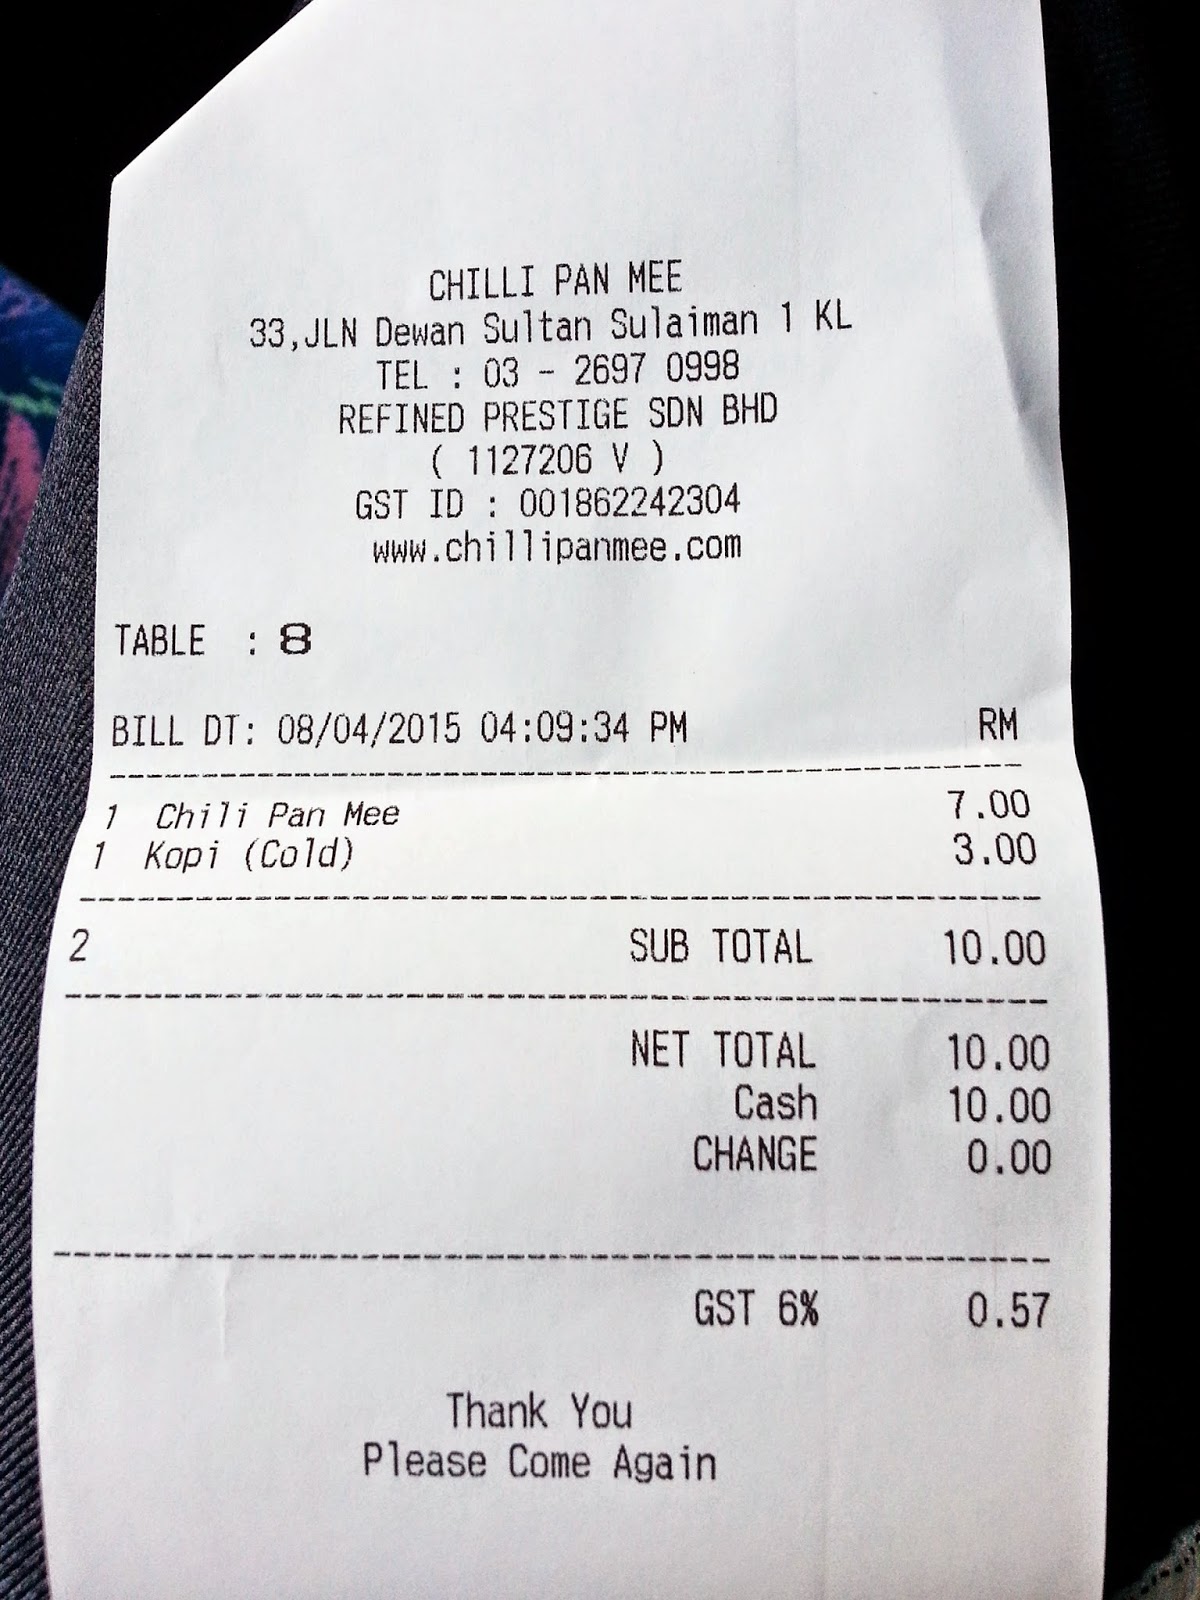 CHILLI PAN MEE
33,JLN Dewan Sultan Sulaiman 1 KL
TEL : 03 - 2697 0998
REFINED PRESTIGE SDN BHD
( 1127206 V )
GST ID : 001862242304
www.chillipanmee.com
TABLE : 8
BILL DT: 08/04/2015 04:09:34 PM RM
1 Chili Pan Mee 7.00
1 Kopi (Cold) 3.00
2 SUB TOTAL 10.00
NET TOTAL 10.00
Cash 10.00
CHANGE 0.00
GST 6% 0.57
Thank You
Please Come Again